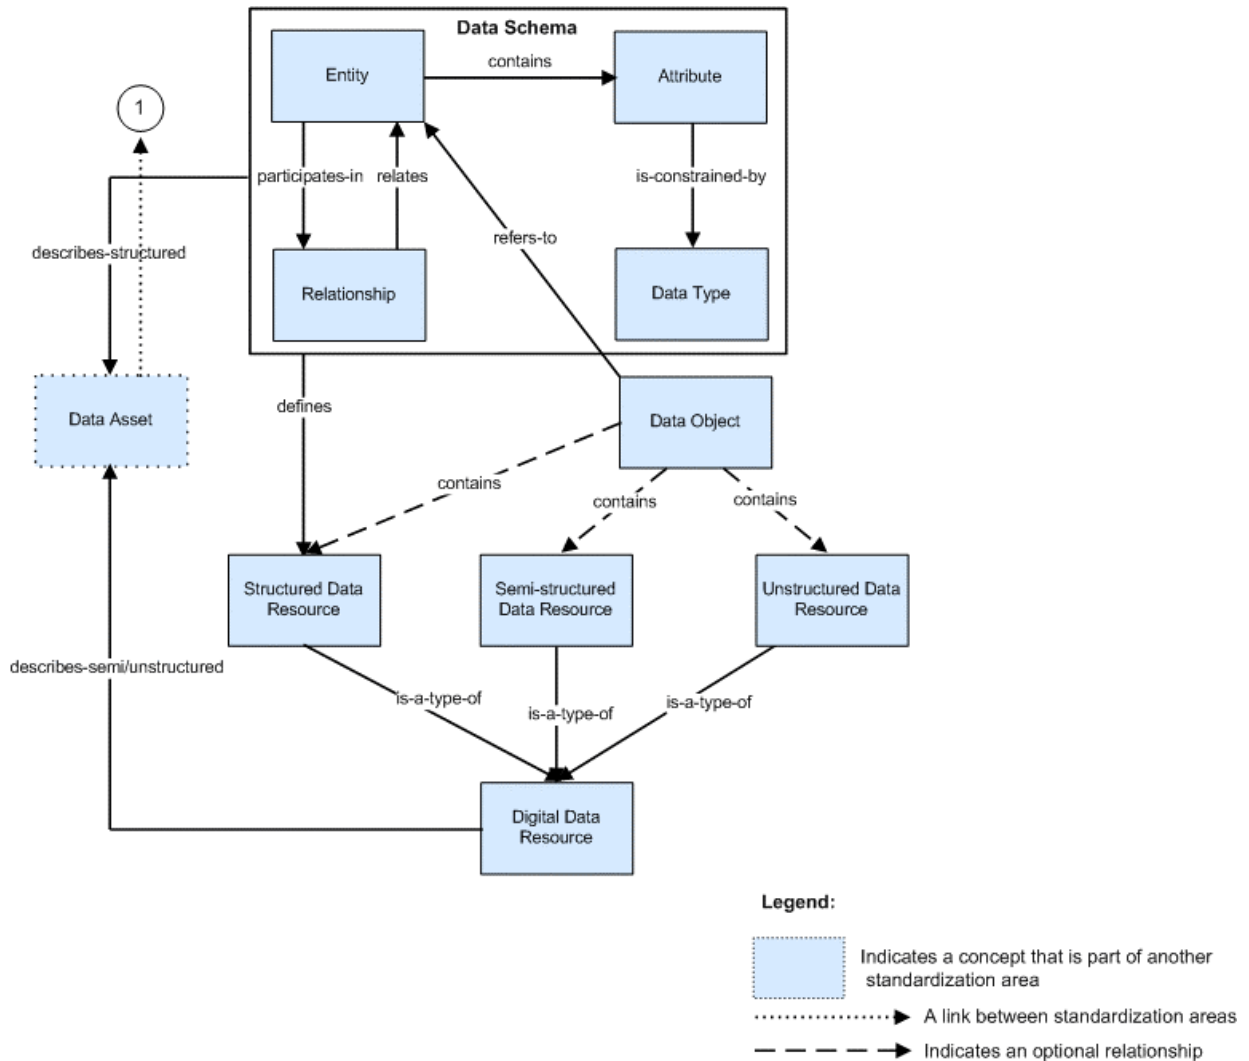 Data Schema
Entity
contains
Attribute
1
participates-in
relates
is-constrained-by
describes-structured
refers-to
Relationship
Data Type
Data Asset
defines
Data Object
contains
contains
contains
Structured Data
Resource
Semi-structured
Data Resource
Unstructured Data
Resource
describes-semi/unstructured
is-a-type-of
is-a-type-of
is-a-type-of
Digital Data
Resource
Legend:
Indicates a concept that is part of another
standardization area
A link between standardization areas
Indicates an optional relationship